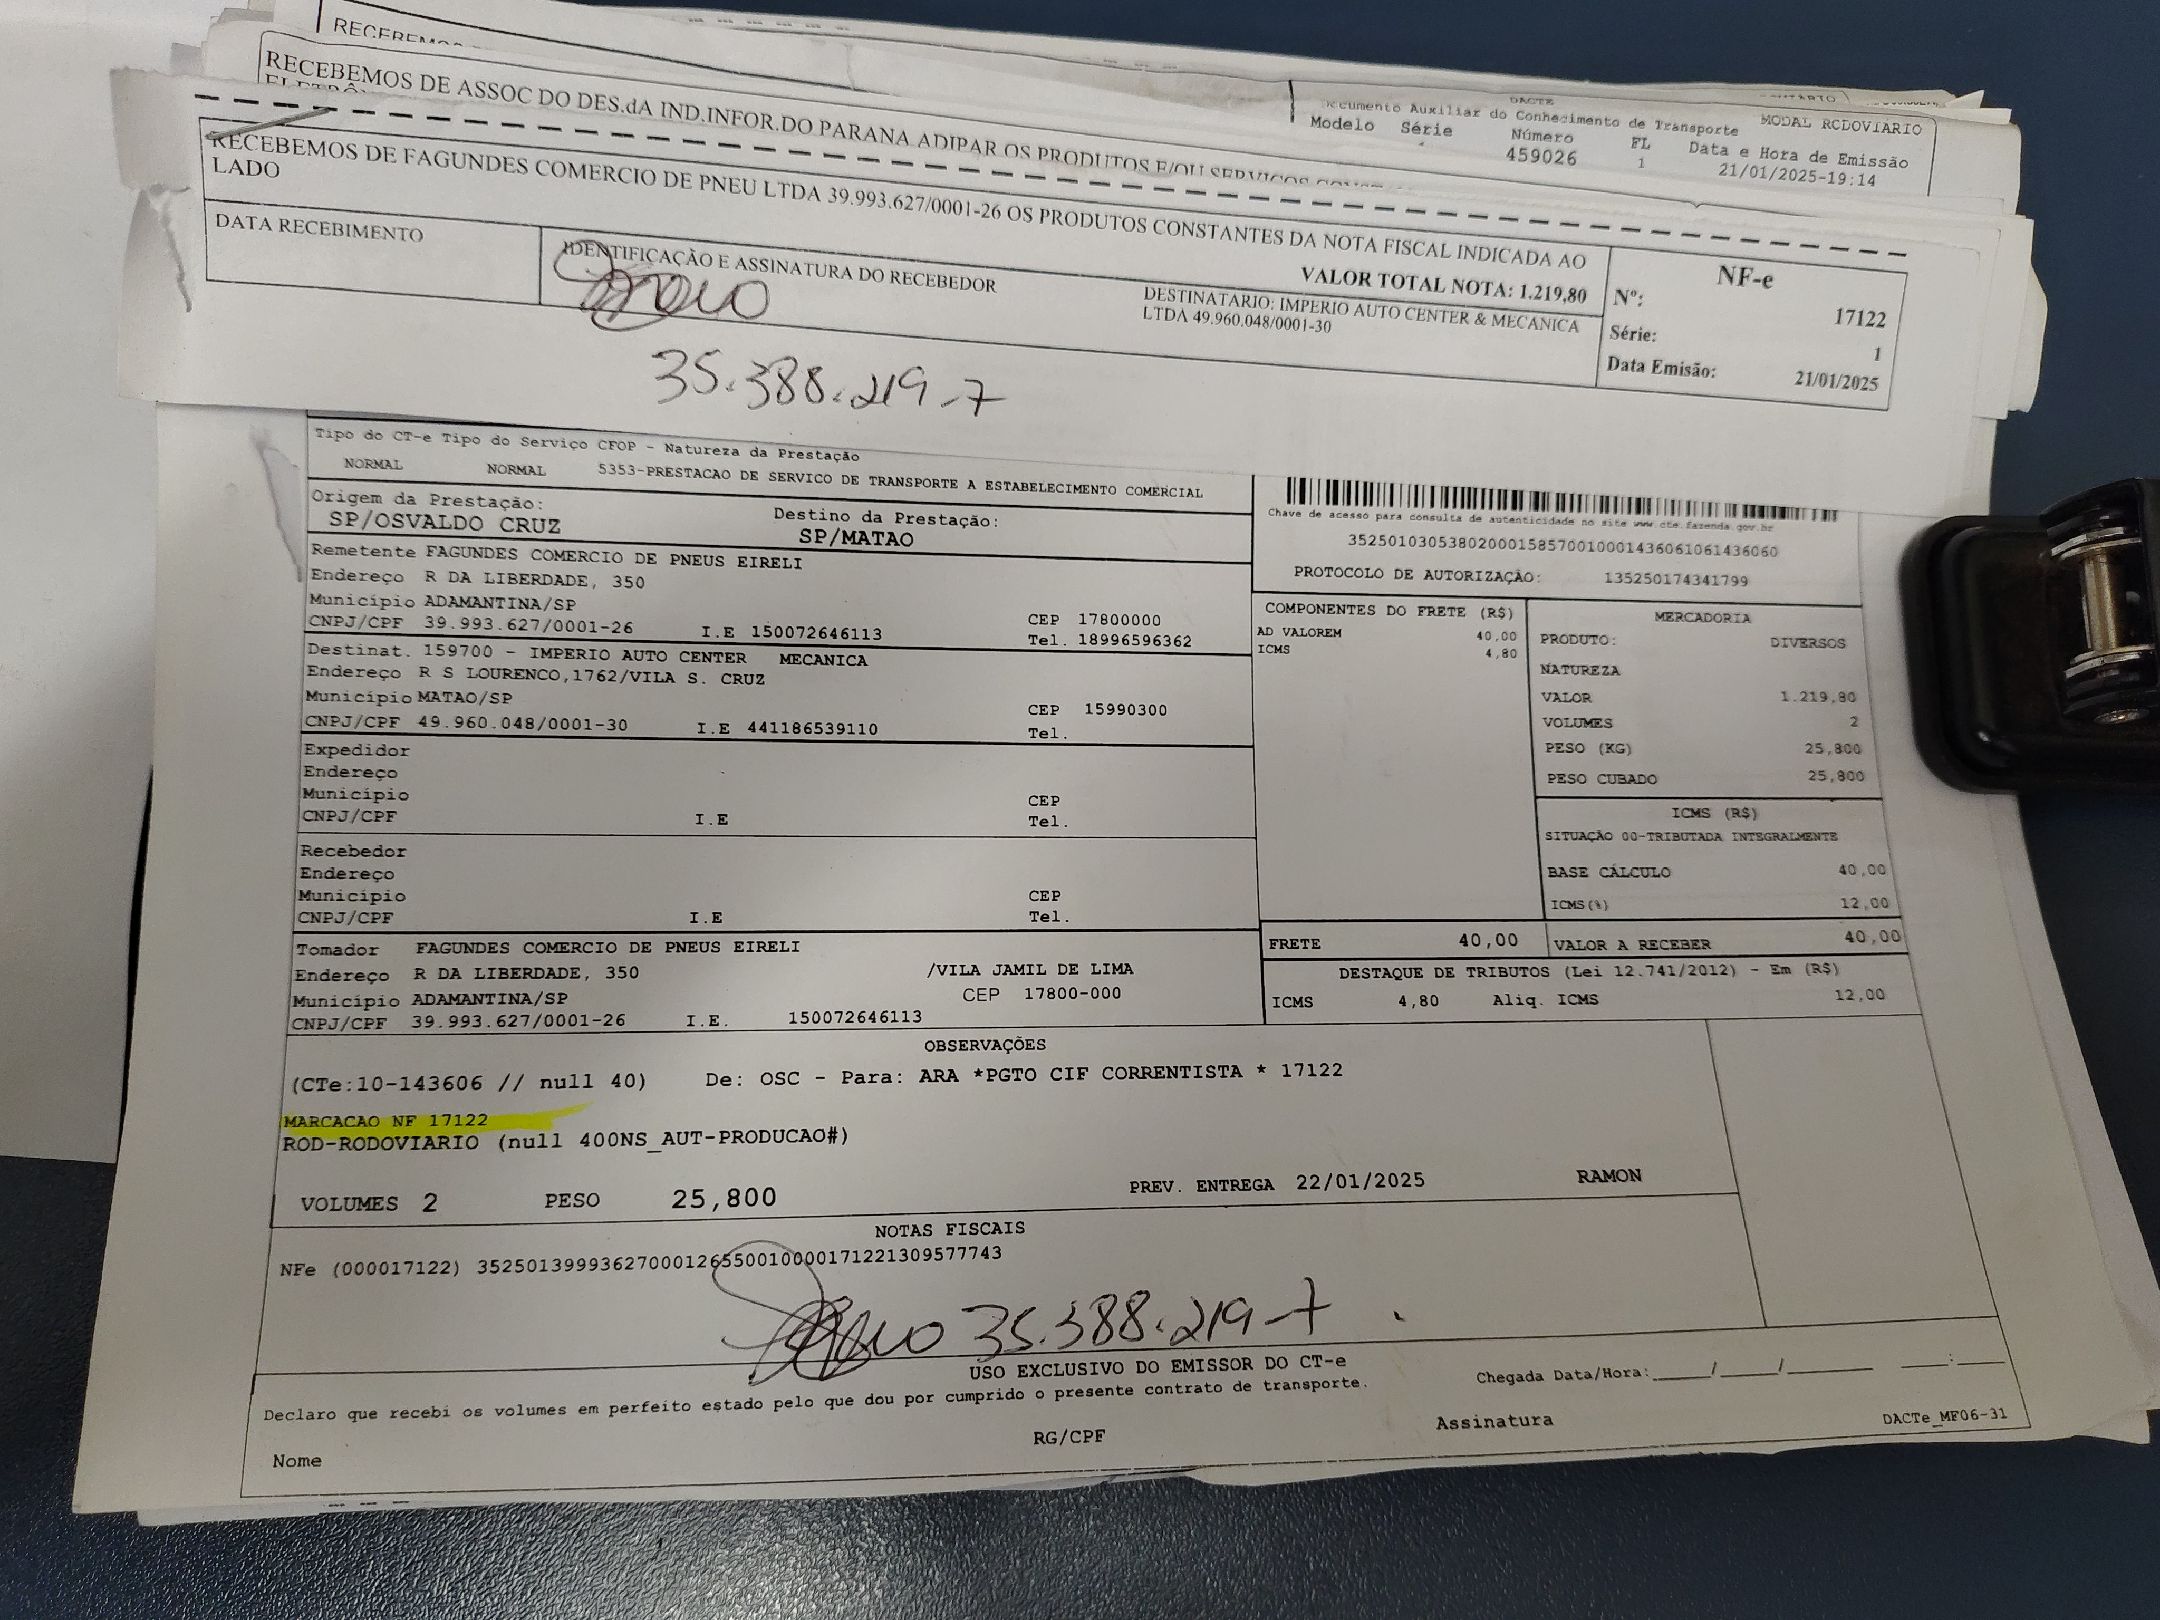 RECEBEMOS DE ASSOC DO DES.dA IND.INFOR.DO PARANA ADIPAR OS PRODUTOS E/OU SERVIÇOS
DACTE
Documento Auxiliar do Conhecimento de Transporte
MODAL RODOVIARIO
Modelo Série Número FL Data e Hora de Emissão
459026 1 21/01/2025-19:14
RECEBEMOS DE FAGUNDES COMERCIO DE PNEU LTDA 39.993.627/0001-26 OS PRODUTOS CONSTANTES DA NOTA FISCAL INDICADA AO
LADO
VALOR TOTAL NOTA: 1.219,80
DATA RECEBIMENTO
IDENTIFICAÇÃO E ASSINATURA DO RECEBEDOR
DESTINATARIO: IMPERIO AUTO CENTER & MECANICA
LTDA 49.960.048/0001-30
NF-e
Nº: 17122
Série: 1
Data Emisão: 21/01/2025
35.388.219-7
Tipo do CT-e Tipo do Serviço CFOP - Natureza da Prestação
NORMAL NORMAL 5353-PRESTACAO DE SERVICO DE TRANSPORTE A ESTABELECIMENTO COMERCIAL
Origem da Prestação: Destino da Prestação:
SP/OSVALDO CRUZ SP/MATAO
Remetente FAGUNDES COMERCIO DE PNEUS EIRELI
Endereço R DA LIBERDADE, 350
Município ADAMANTINA/SP CEP 17800000
CNPJ/CPF 39.993.627/0001-26 I.E 150072646113 Tel. 18996596362
Destinat. 159700 - IMPERIO AUTO CENTER MECANICA
Endereço R S LOURENCO,1762/VILA S. CRUZ
Município MATAO/SP CEP 15990300
CNPJ/CPF 49.960.048/0001-30 I.E 441186539110 Tel.
Expedidor
Endereço
Município CEP
CNPJ/CPF I.E Tel.
Recebedor
Endereço
Município CEP
CNPJ/CPF I.E Tel.
Tomador FAGUNDES COMERCIO DE PNEUS EIRELI
Endereço R DA LIBERDADE, 350 /VILA JAMIL DE LIMA
Município ADAMANTINA/SP CEP 17800-000
CNPJ/CPF 39.993.627/0001-26 I.E. 150072646113
Chave de acesso para consulta de autenticidade no site www.cte.fazenda.gov.br
35250103053802000158570010001436061061436060
PROTOCOLO DE AUTORIZAÇÃO: 135250174341799
COMPONENTES DO FRETE (R$)
AD VALOREM 40,00
ICMS 4,80
MERCADORIA
PRODUTO: DIVERSOS
NATUREZA
VALOR 1.219,80
VOLUMES 2
PESO (KG) 25,800
PESO CUBADO 25,800
ICMS (R$)
SITUAÇÃO 00-TRIBUTADA INTEGRALMENTE
BASE CÁLCULO 40,00
ICMS(%) 12,00
FRETE 40,00 VALOR A RECEBER 40,00
DESTAQUE DE TRIBUTOS (Lei 12.741/2012) - Em (R$)
ICMS 4,80 Aliq. ICMS 12,00
OBSERVAÇÕES
(CTe:10-143606 // null 40) De: OSC - Para: ARA *PGTO CIF CORRENTISTA * 17122
MARCACAO NF 17122
ROD-RODOVIARIO (null 400NS_AUT-PRODUCAO#)
VOLUMES 2 PESO 25,800 PREV. ENTREGA 22/01/2025 RAMON
NOTAS FISCAIS
NFe (000017122) 35250139993627000126550010000171221309577743
35.388.219-7
USO EXCLUSIVO DO EMISSOR DO CT-e
Declaro que recebi os volumes em perfeito estado pelo que dou por cumprido o presente contrato de transporte.
Chegada Data/Hora:____/____/______ ___:___
Nome RG/CPF Assinatura DACTe_MF06-31